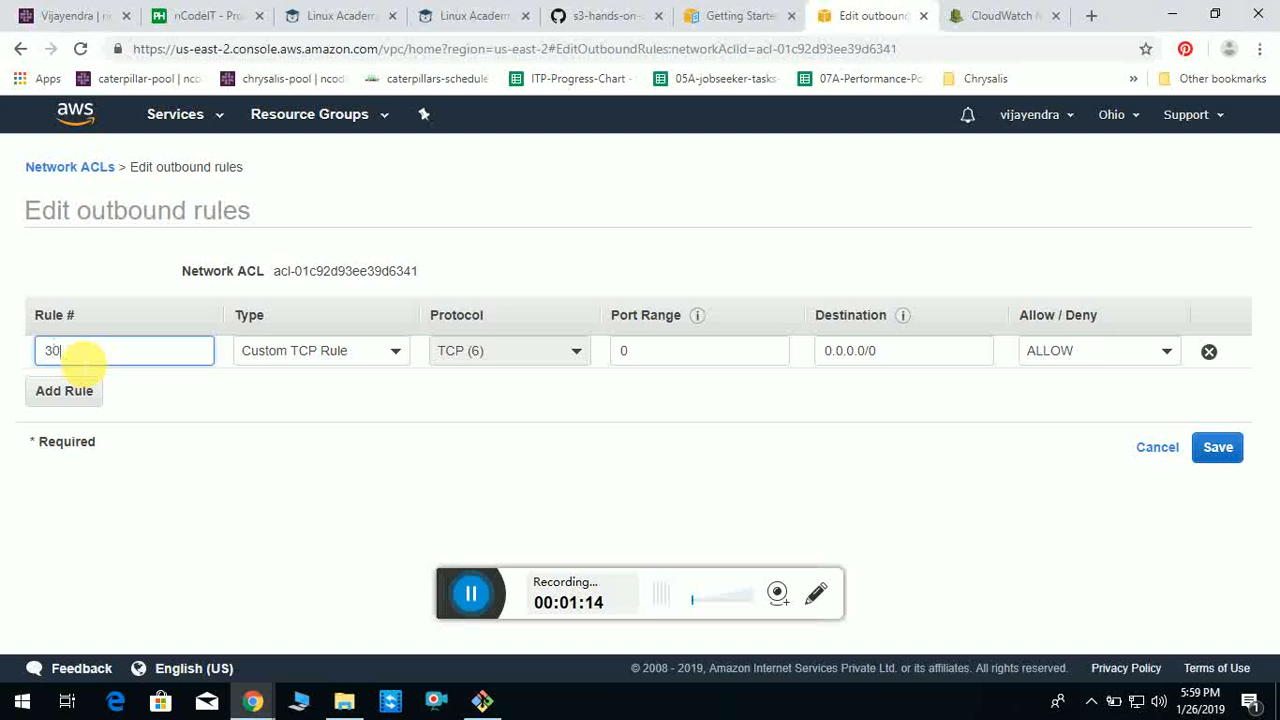 Vijayendra | n
nCodeIT - Pro
Linux Academ
Linux Academ
s3-hands-on-
Getting Starte
Edit outbound
CloudWatch M
https://us-east-2.console.aws.amazon.com/vpc/home?region=us-east-2#EditOutboundRules:networkAclId=acl-01c92d93ee39d6341
Apps
caterpillar-pool | nco
chrysalis-pool | ncod
caterpillars-schedule
ITP-Progress-Chart -
05A-jobseeker-tasks
07A-Performance-Po
Chrysalis
»
Other bookmarks
aws
Services
Resource Groups
vijayendra
Ohio
Support
Network ACLs > Edit outbound rules
Edit outbound rules
Network ACL acl-01c92d93ee39d6341
Rule #
Type
Protocol
Port Range
Destination
Allow / Deny
30
Custom TCP Rule
TCP (6)
0
0.0.0.0/0
ALLOW
Add Rule
* Required
Cancel
Save
Recording...
00:01:14
Feedback
English (US)
© 2008 - 2019, Amazon Internet Services Private Ltd. or its affiliates. All rights reserved.
Privacy Policy
Terms of Use
5:59 PM
1/26/2019
1